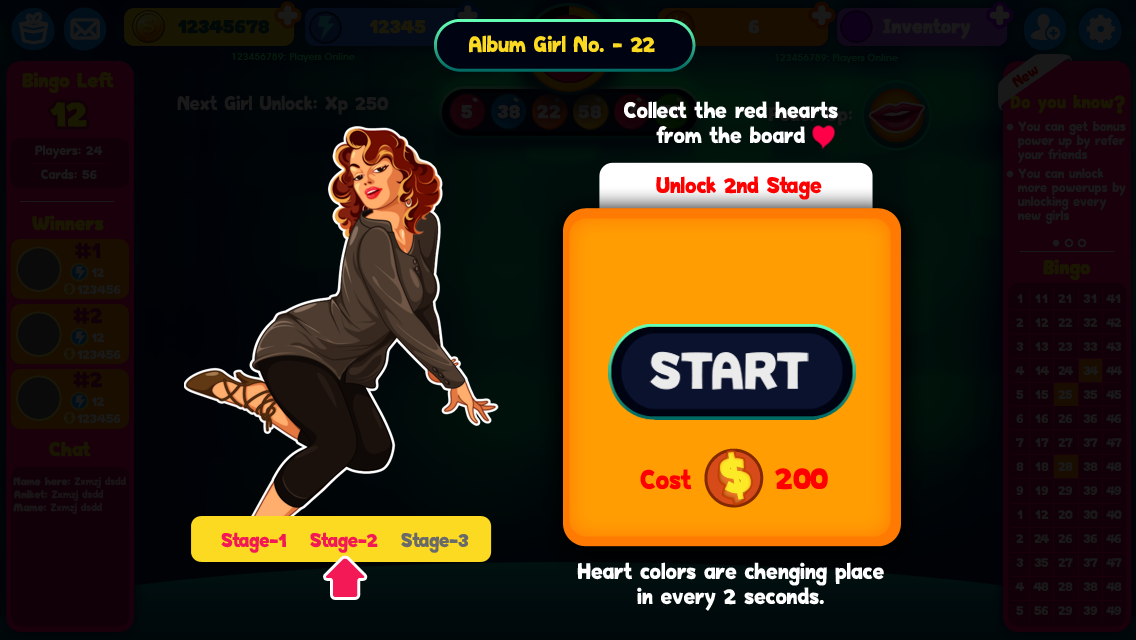 12345678
12345
6
Inventory
Album Girl No. - 22
123456789: Players Online
123456789: Players Online
Bingo Left
12
Players: 24
Cards: 56
Winners
#1
12
123456
#2
12
123456
#2
12
123456
Chat
Name here: Zxmzj dsdd
Aniket: Zxmzj dsdd
Mame: Zxmzj dsdd
Next Girl Unlock: Xp 250
5 38 22 58
Collect the red hearts
from the board
Unlock 2nd Stage
START
Cost 200
Heart colors are chenging place
in every 2 seconds.
Stage-1 Stage-2 Stage-3
New
Do you know?
You can get bonus
power up by refer
your friends
You can unlock
more powerups by
unlocking every
new girls
Bingo
1 11 21 31 41
2 12 22 32 42
3 13 23 33 43
4 14 24 34 44
5 15 25 35 45
6 16 26 36 46
7 17 27 37 47
8 18 28 38 48
9 19 29 39 49
1 12 20 30 40
2 24 26 36 46
3 35 27 37 47
4 48 28 38 48
5 56 29 39 49